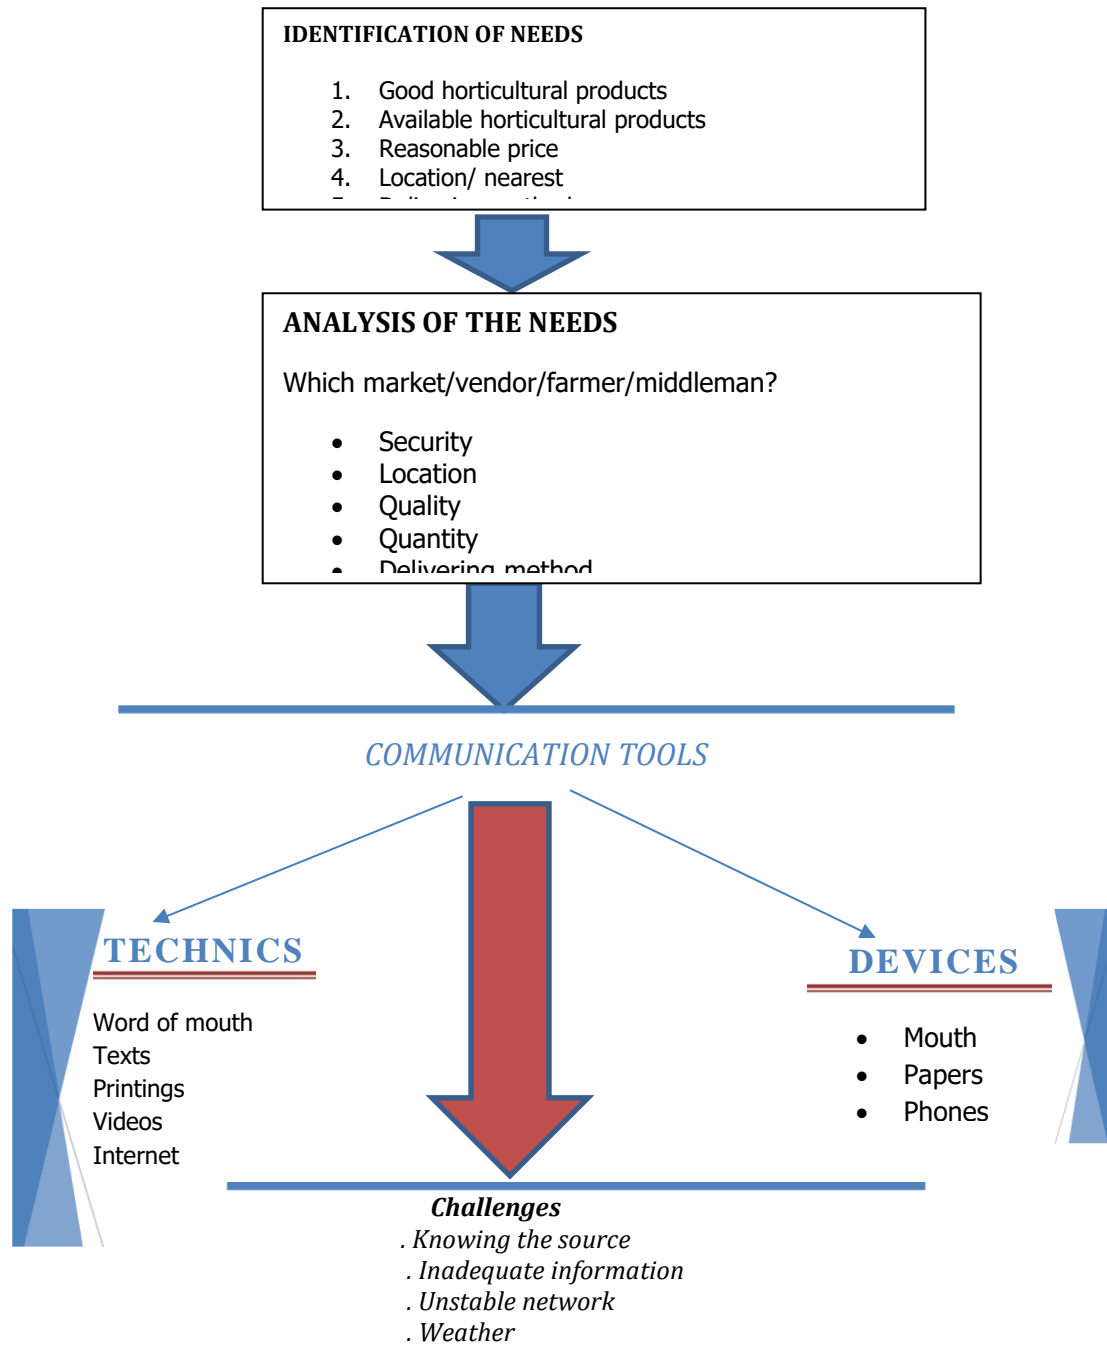 IDENTIFICATION OF NEEDS
1. Good horticultural products
2. Available horticultural products
3. Reasonable price
4. Location/ nearest
ANALYSIS OF THE NEEDS
Which market/vendor/farmer/middleman?
• Security
• Location
• Quality
• Quantity
• Delivering method
COMMUNICATION TOOLS
TECHNICS
Word of mouth
Texts
Printings
Videos
Internet
DEVICES
• Mouth
• Papers
• Phones
Challenges
. Knowing the source
. Inadequate information
. Unstable network
. Weather